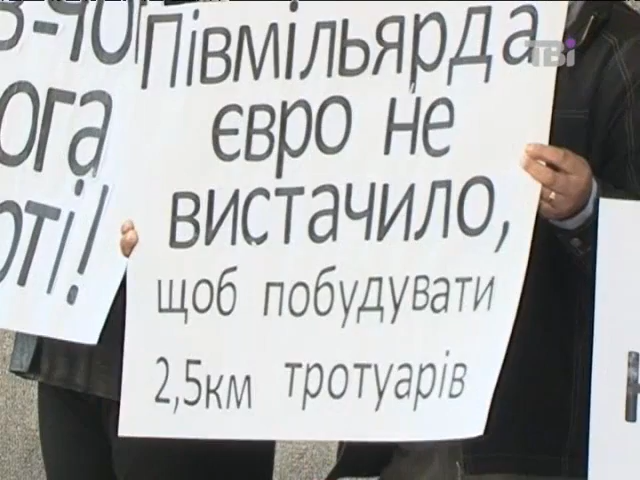 Півмільярда
євро не
вистачило,
щоб побудувати
2,5км тротуарів
ТВі